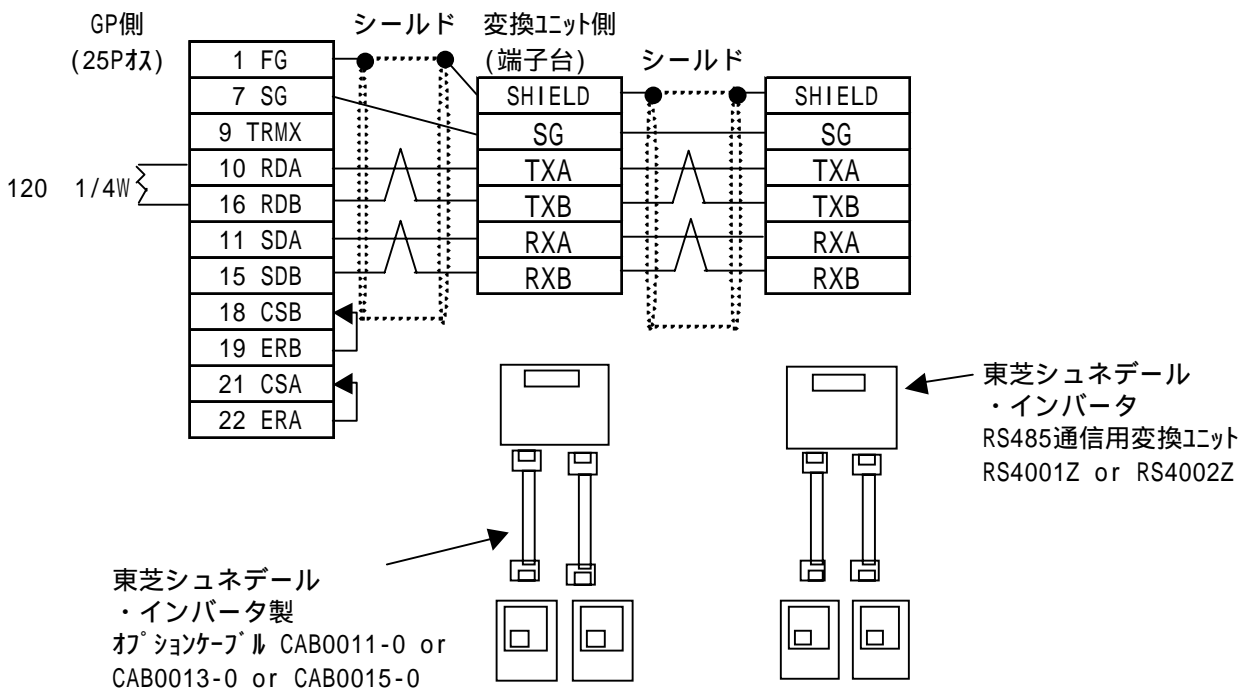 GP側
(25Pｵｽ)
シールド
変換ﾕﾆｯﾄ側
(端子台)
シールド
1 FG
7 SG
9 TRMX
10 RDA
16 RDB
11 SDA
15 SDB
18 CSB
19 ERB
21 CSA
22 ERA
120 1/4W
SHIELD
SG
TXA
TXB
RXA
RXB
SHIELD
SG
TXA
TXB
RXA
RXB
東芝シュネデール
・インバータ
RS485通信用変換ﾕﾆｯﾄ
RS4001Z or RS4002Z
東芝シュネデール
・インバータ製
ｵﾌﾟｼｮﾝｹｰﾌﾞﾙ CAB0011-0 or
CAB0013-0 or CAB0015-0